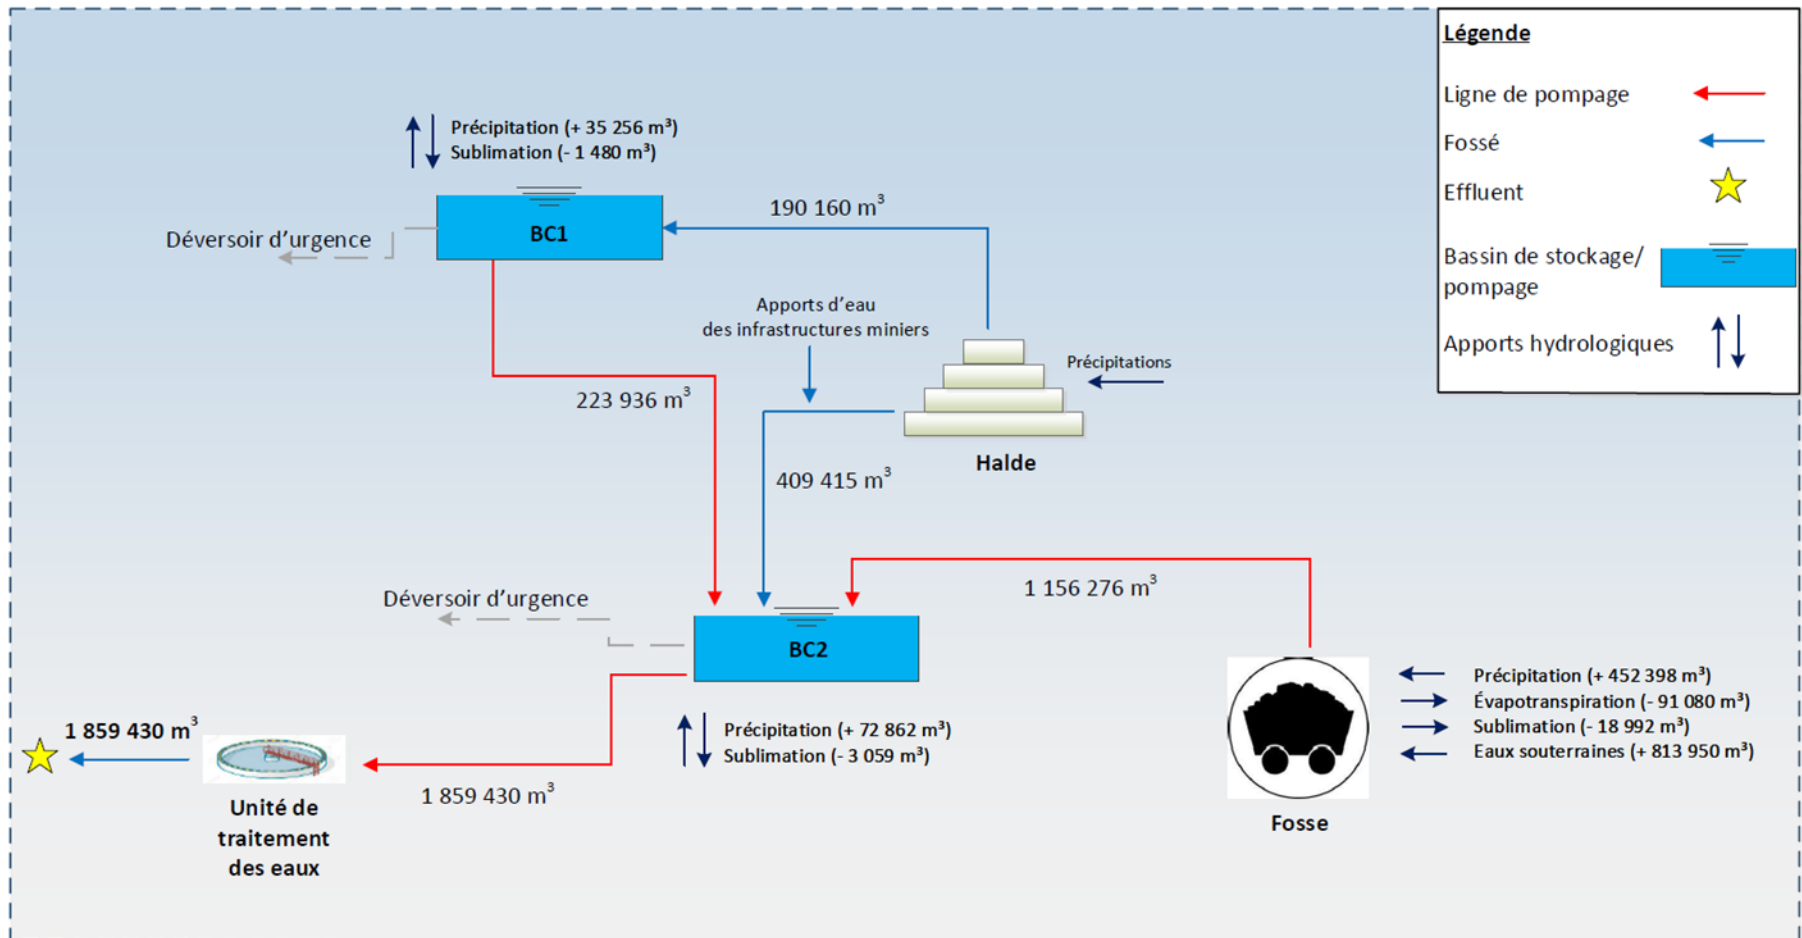 Légende
Ligne de pompage
Fossé
Effluent
Bassin de stockage/
pompage
Apports hydrologiques
Précipitation (+ 35 256 m³)
Sublimation (- 1 480 m³)
190 160 m³
BC1
Déversoir d'urgence
Apports d'eau
des infrastructures miniers
Précipitations
223 936 m³
Halde
409 415 m³
1 156 276 m³
Déversoir d'urgence
BC2
Précipitation (+ 452 398 m³)
Évapotranspiration (- 91 080 m³)
Sublimation (- 18 992 m³)
Eaux souterraines (+ 813 950 m³)
Fosse
Précipitation (+ 72 862 m³)
Sublimation (- 3 059 m³)
1 859 430 m³
1 859 430 m³
Unité de
traitement
des eaux